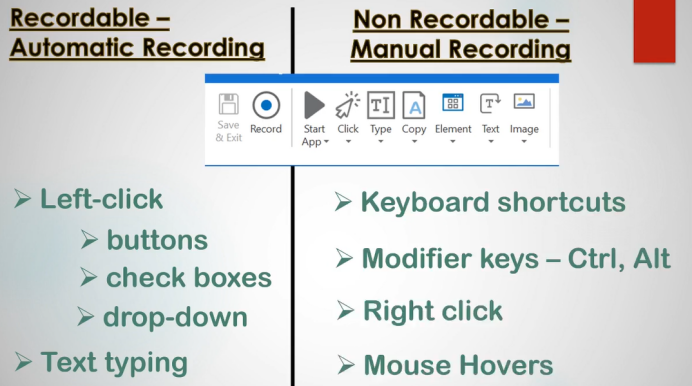 Recordable –
Automatic Recording
Non Recordable –
Manual Recording
Save & Exit
Record
Start App
Click
TI
Type
A
Copy
Element
T
Text
Image
Left-click
buttons
check boxes
drop-down
Text typing
Keyboard shortcuts
Modifier keys – Ctrl, Alt
Right click
Mouse Hovers